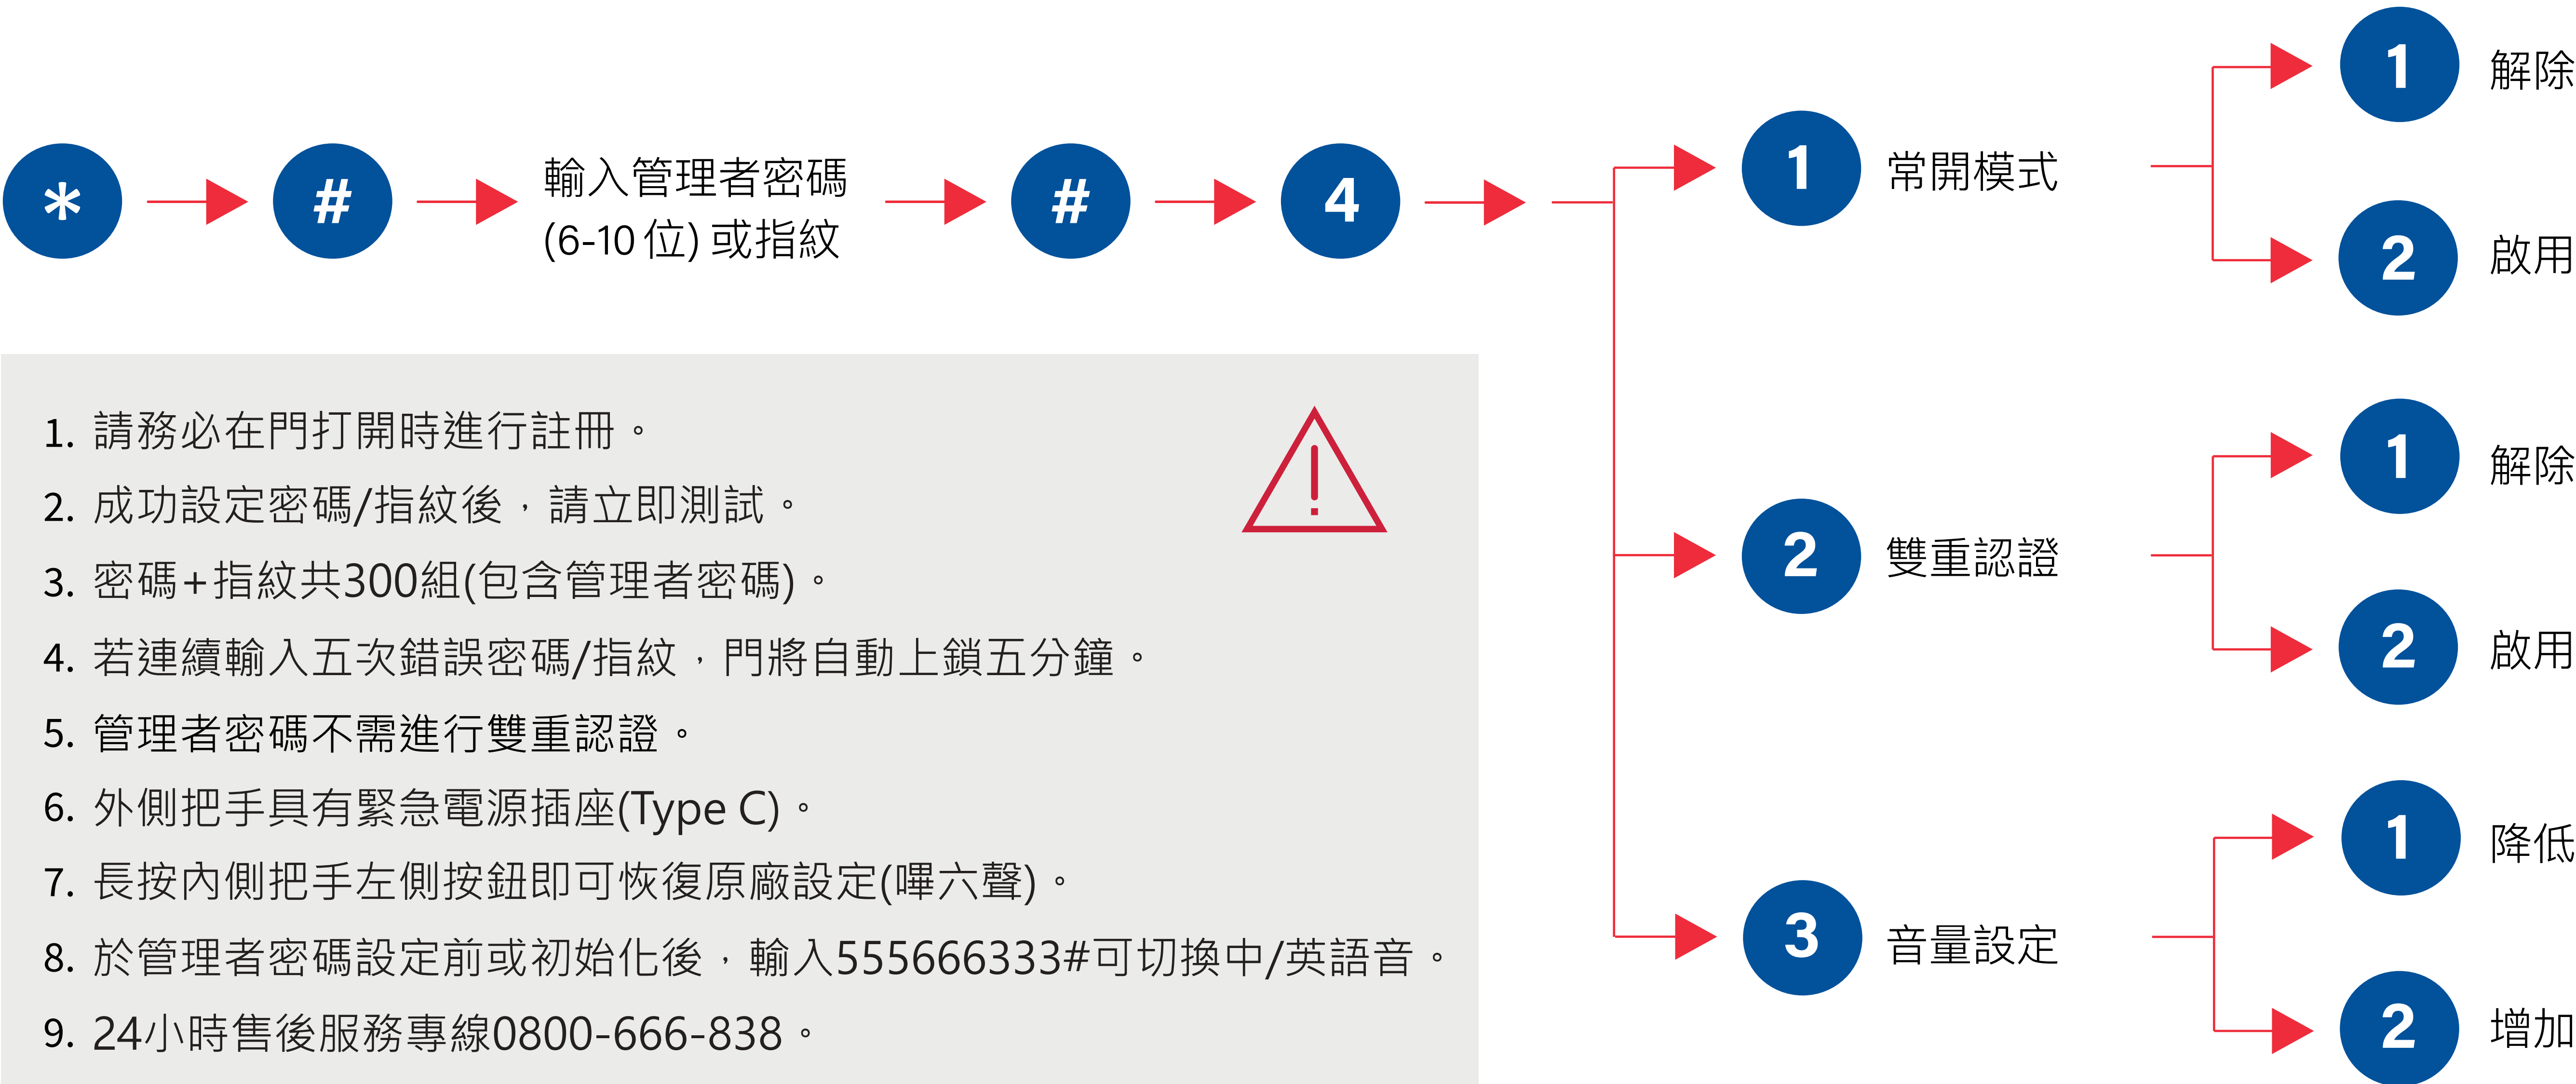 *
#
輸入管理者密碼
(6-10 位) 或指紋
#
4
1 常開模式
1 解除
2 啟用
2 雙重認證
1 解除
2 啟用
3 音量設定
1 降低
2 增加
1. 請務必在門打開時進行註冊。
2. 成功設定密碼/指紋後，請立即測試。
3. 密碼+指紋共300組(包含管理者密碼)。
4. 若連續輸入五次錯誤密碼/指紋，門將自動上鎖五分鐘。
5. 管理者密碼不需進行雙重認證。
6. 外側把手具有緊急電源插座(Type C)。
7. 長按內側把手左側按鈕即可恢復原廠設定(嗶六聲)。
8. 於管理者密碼設定前或初始化後，輸入555666333#可切換中/英語音。
9. 24小時售後服務專線0800-666-838。